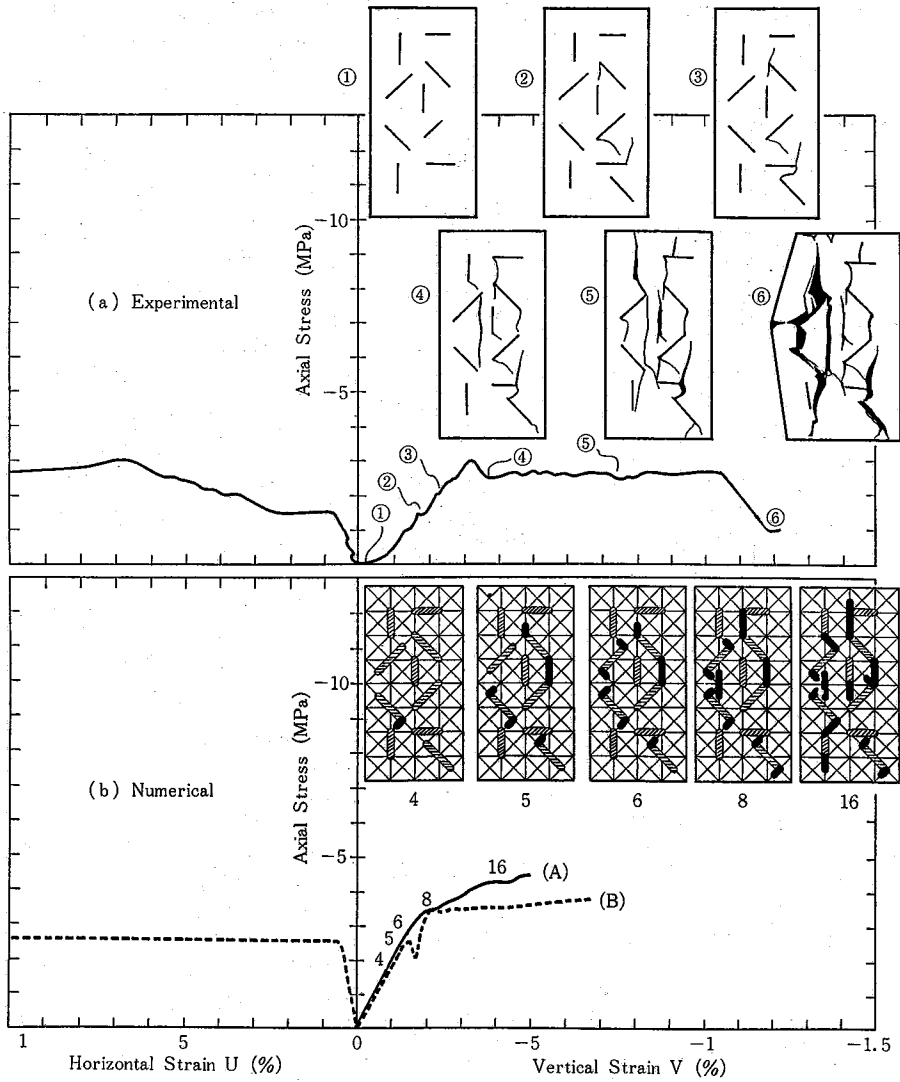 ①
②
③
−10
Axial Stress (MPa)
(a) Experimental
④
⑤
⑥
−5
① ② ③ ④ ⑤ ⑥
4 5 6 8 16
−10
Axial Stress (MPa)
(b) Numerical
−5
16 (A)
8 (B)
6
5
4
1 5 0 −5 −1 −1.5
Horizontal Strain U (%) Vertical Strain V (%)